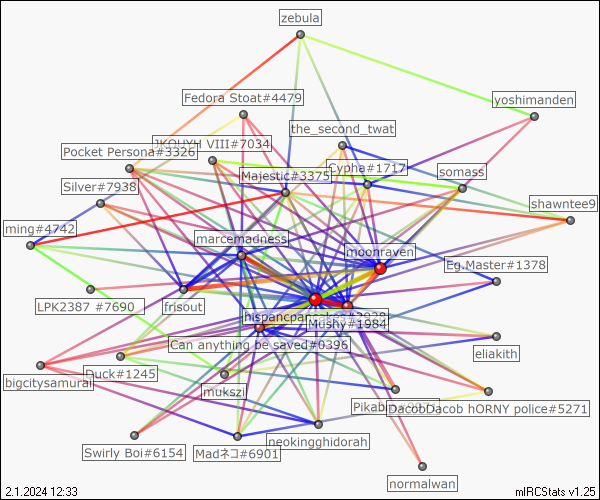 zebula
Fedora Stoat#4479
yoshimanden
the_second_twat
JKOUYH VIII#7034
Pocket Persona#3326
Cypha#1717
somass
Majestic#3375
Silver#7938
shawntee9
ming#4742
marcemadness
moonraven
Eg.Master#1378
LPK2387 #7690
frisout
Mushy#1984
Can anything be saved#0396
eliakith
bigcitysamurai
Duck#1245
mukszi
DacobDacob hORNY police#5271
Swirly Boi#6154
Madネコ#6901
neokingghidorah
normalwan
2.1.2024 12:33
mIRCStats v1.25